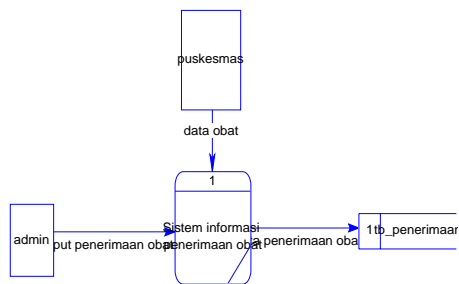 puskesmas
data obat
1
Sistem informasi
penerimaan obat
admin
put penerimaan obat
a penerimaan oba
1
tb_penerimaan